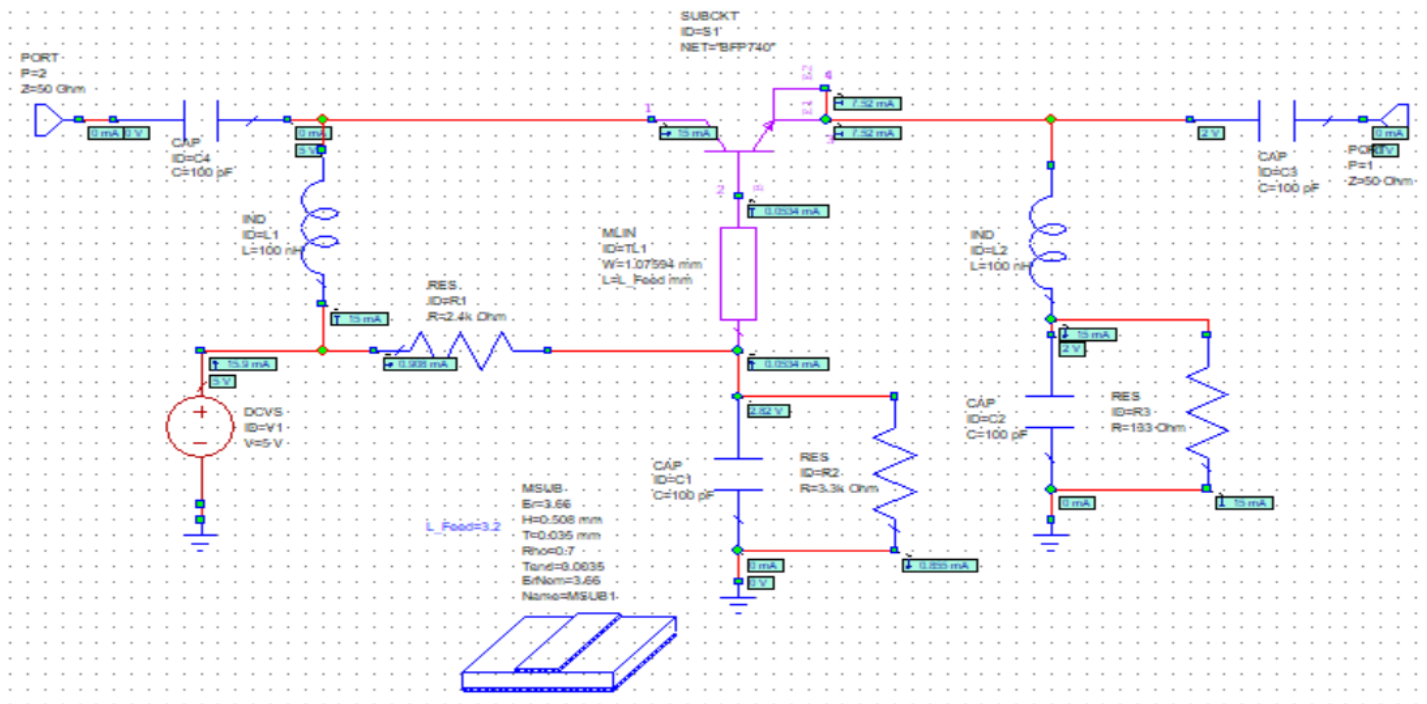 SUBCKT
ID=S1
NET="BFP740"
PORT
P=2
Z=50 Ohm
E2
4
7.52 mA
E1
1
15 mA
7.52 mA
3
0 mA
0 V
0 mA
5 V
CAP
ID=C4
C=100 pF
2 V
0 mA
CAP
ID=C3
C=100 pF
PORT
P=1
Z=50 Ohm
2
B
0.0534 mA
IND
ID=L1
L=100 nH
MLIN
ID=TL1
W=1.07594 mm
L=L_Feed mm
IND
ID=L2
L=100 nH
RES
ID=R1
R=2.4k Ohm
15 mA
15.9 mA
5 V
0.908 mA
0.0534 mA
15 mA
2 V
DCVS
ID=V1
V=5 V
2.82 V
CAP
ID=C2
C=100 pF
RES
ID=R3
R=133 Ohm
CAP
ID=C1
C=100 pF
RES
ID=R2
R=3.3k Ohm
0 mA
15 mA
L_Feed=3.2
MSUB
Er=3.66
H=0.508 mm
T=0.035 mm
Rho=0.7
Tand=0.0035
ErNom=3.66
Name=MSUB1
0 mA
0 V
0.855 mA